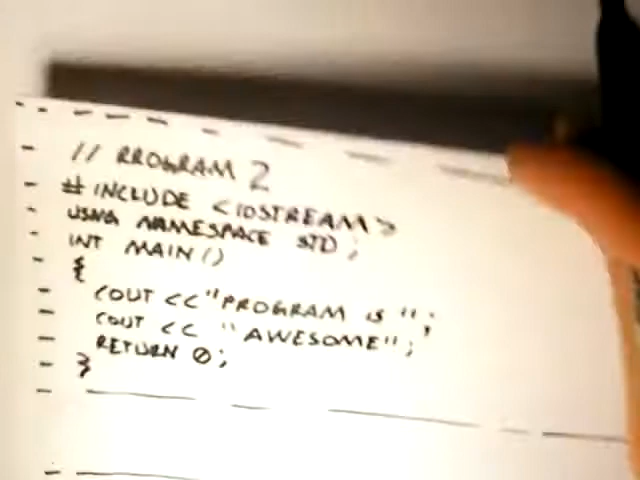 // PROGRAM 2
#INCLUDE <IOSTREAM>
USING NAMESPACE STD;
INT MAIN()
{
COUT <<"PROGRAM IS ";
COUT << "AWESOME";
RETURN 0;
}